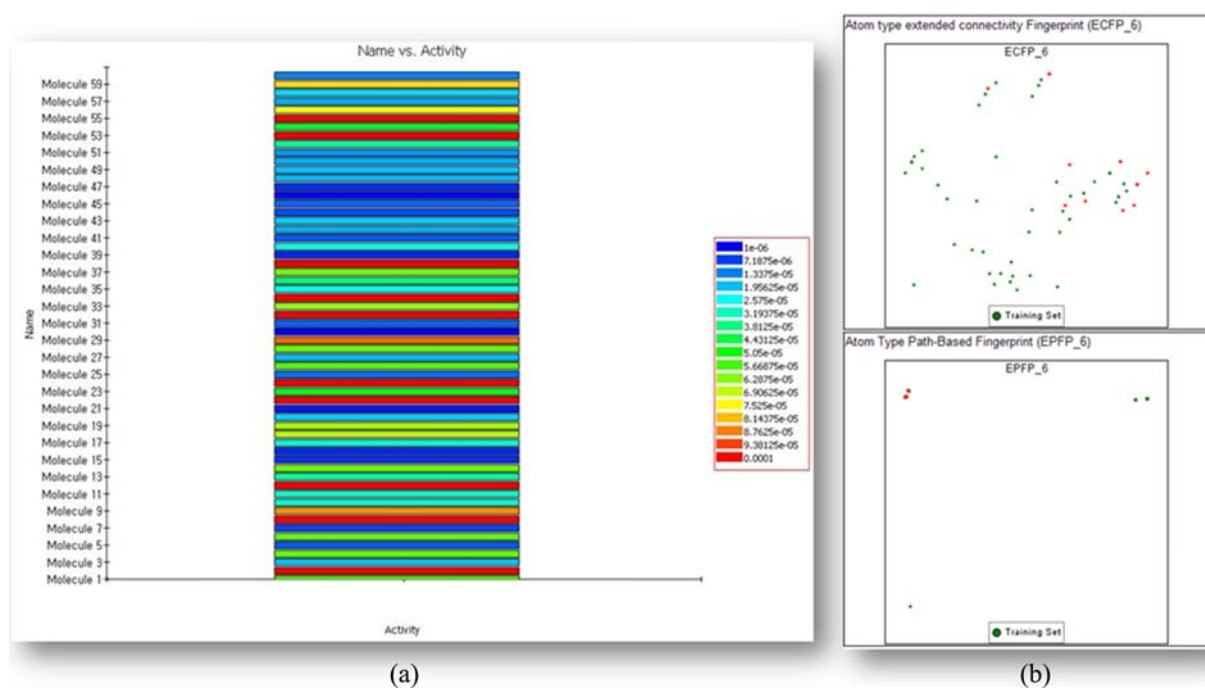 Name vs. Activity
Name
Molecule 59
Molecule 57
Molecule 55
Molecule 53
Molecule 51
Molecule 49
Molecule 47
Molecule 45
Molecule 43
Molecule 41
Molecule 39
Molecule 37
Molecule 35
Molecule 33
Molecule 31
Molecule 29
Molecule 27
Molecule 25
Molecule 23
Molecule 21
Molecule 19
Molecule 17
Molecule 15
Molecule 13
Molecule 11
Molecule 9
Molecule 7
Molecule 5
Molecule 3
Molecule 1
Activity
1e-06
7.1875e-06
1.3375e-05
1.95625e-05
2.575e-05
3.19375e-05
3.8125e-05
4.43125e-05
5.05e-05
5.66875e-05
6.2875e-05
6.90625e-05
7.525e-05
8.14375e-05
8.7625e-05
9.38125e-05
0.0001
(a)
Atom type extended connectivity Fingerprint (ECFP_6)
ECFP_6
Training Set
Atom Type Path-Based Fingerprint (EPFP_6)
EPFP_6
Training Set
(b)